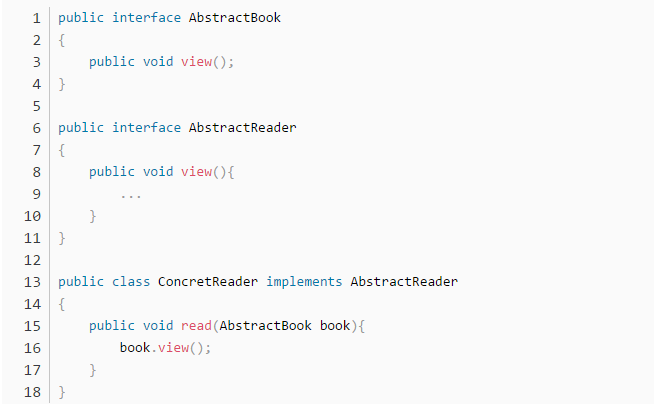 1 public interface AbstractBook
2 {
3     public void view();
4 }
5
6 public interface AbstractReader
7 {
8     public void view(){
9         ...
10     }
11 }
12
13 public class ConcretReader implements AbstractReader
14 {
15     public void read(AbstractBook book){
16         book.view();
17     }
18 }